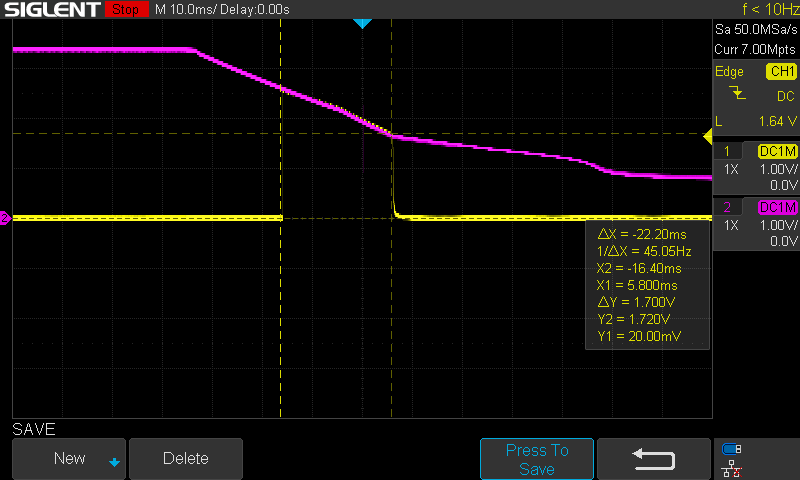 SIGLENT Stop M 10.0ms/ Delay:0.00s f < 10Hz
Sa 50.0MSa/s
Curr 7.00Mpts
Edge CH1
DC
L 1.64 V
1 DC1M
1X 1.00V/
0.0V
2 DC1M
1X 1.00V/
0.0V
2
ΔX = -22.20ms
1/ΔX = 45.05Hz
X2 = -16.40ms
X1 = 5.800ms
ΔY = 1.700V
Y2 = 1.720V
Y1 = 20.00mV
SAVE
New
Delete
Press To
Save